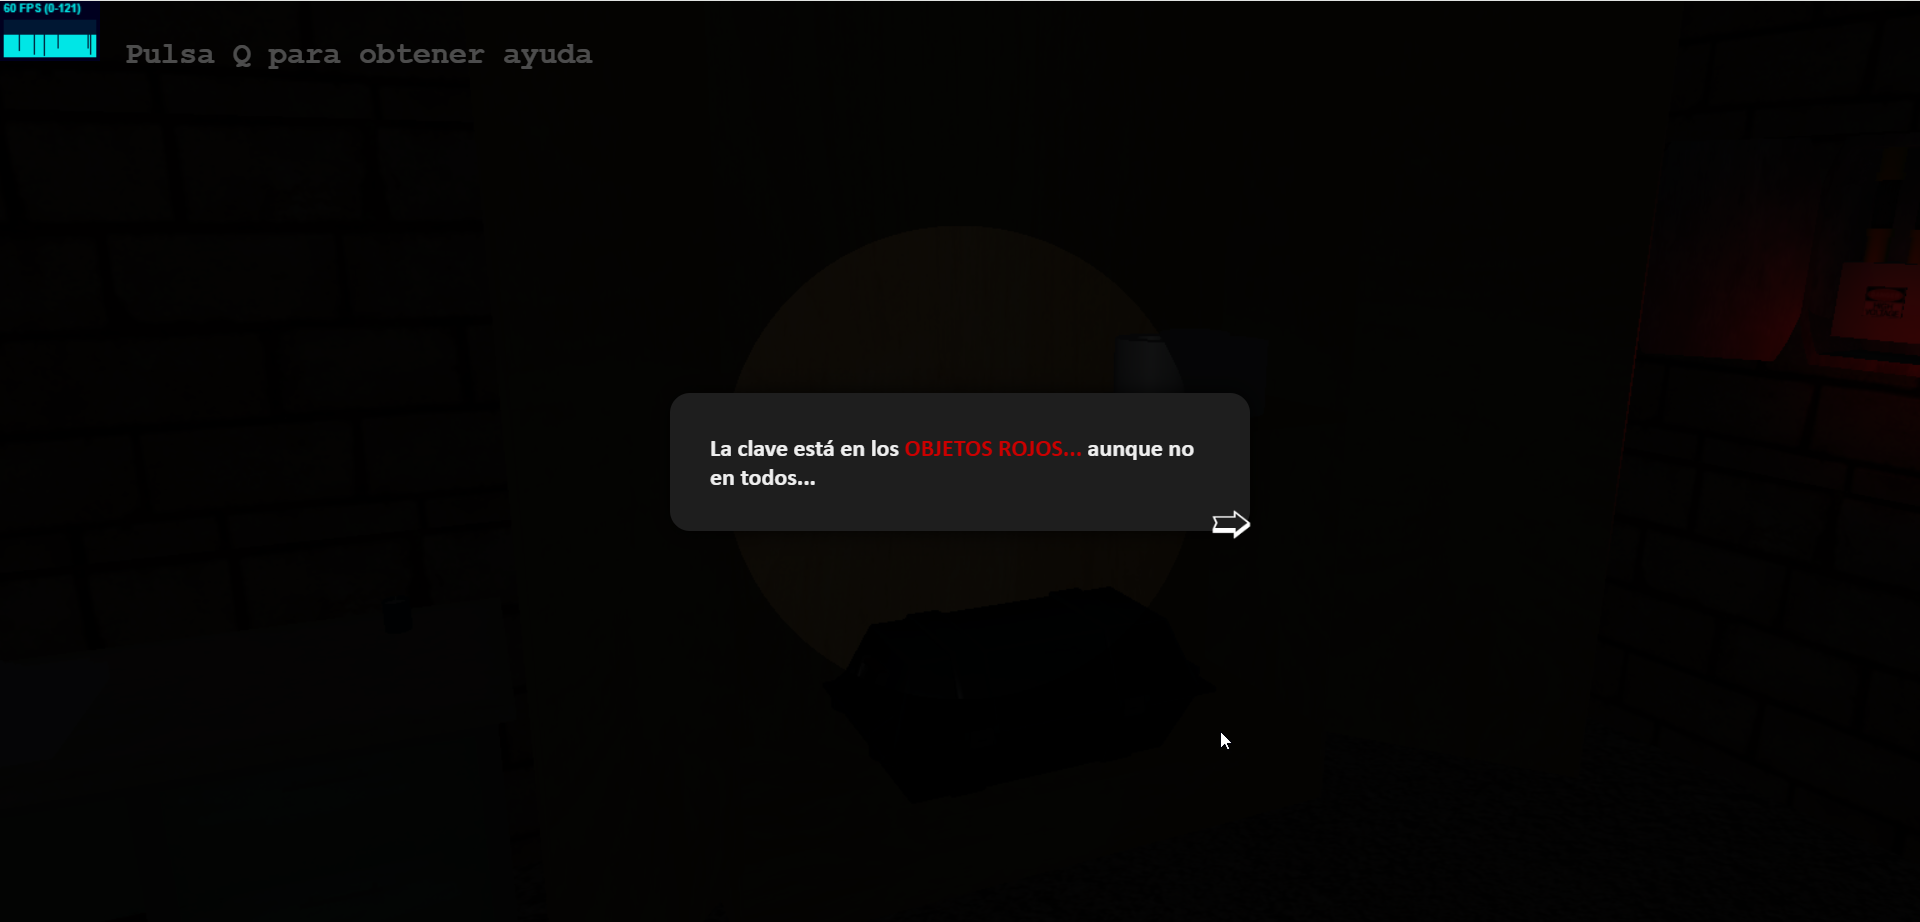 60 FPS (0-121)
Pulsa Q para obtener ayuda
La clave está en los OBJETOS ROJOS... aunque no
en todos...